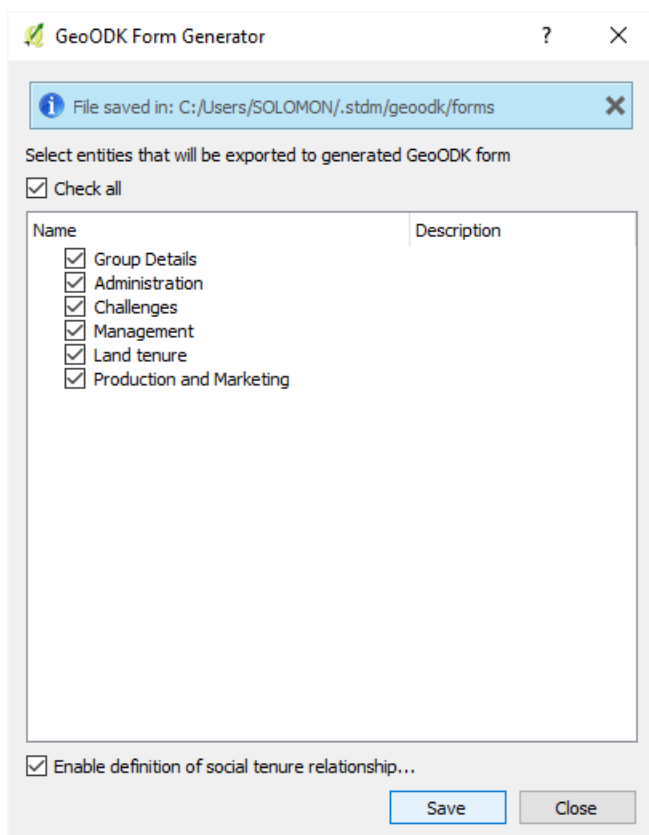 GeoODK Form Generator ? ×
File saved in: C:/Users/SOLOMON/.stdm/geoodk/forms
Select entities that will be exported to generated GeoODK form
Check all
Name Description
Group Details
Administration
Challenges
Management
Land tenure
Production and Marketing
Enable definition of social tenure relationship...
Save Close